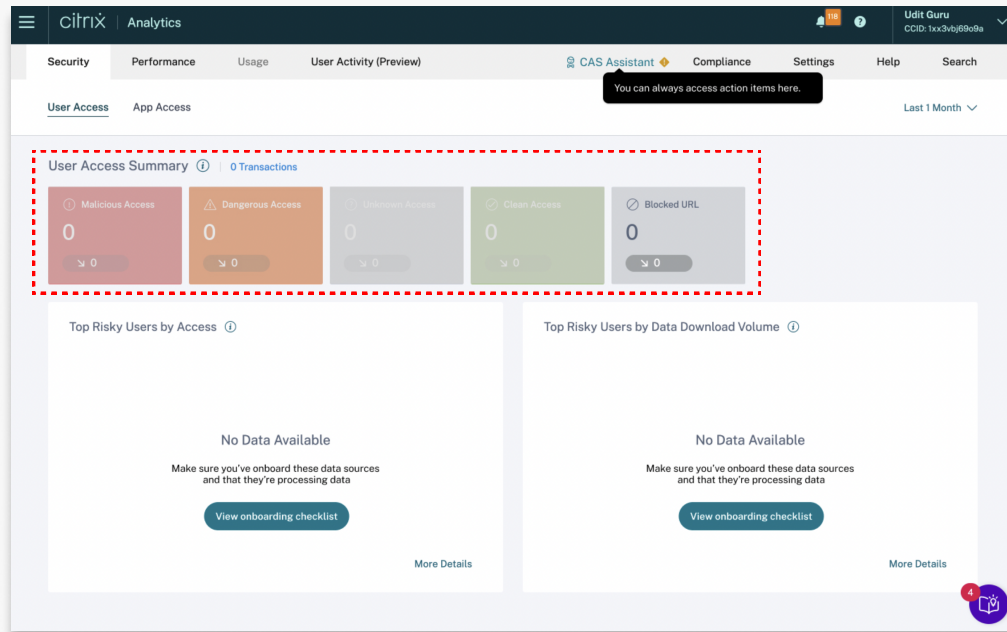 citrix Analytics
118
Udit Guru
CCID: 1xx3vbj69o9a
Security Performance Usage User Activity (Preview) CAS Assistant Compliance Settings Help Search
You can always access action items here.
User Access App Access Last 1 Month
User Access Summary 0 Transactions
Malicious Access Dangerous Access Unknown Access Clean Access Blocked URL
0 0 0 0 0
0 0 0 0 0
Top Risky Users by Access Top Risky Users by Data Download Volume
No Data Available
Make sure you've onboard these data sources
and that they're processing data
View onboarding checklist
More Details
No Data Available
Make sure you've onboard these data sources
and that they're processing data
View onboarding checklist
More Details
4